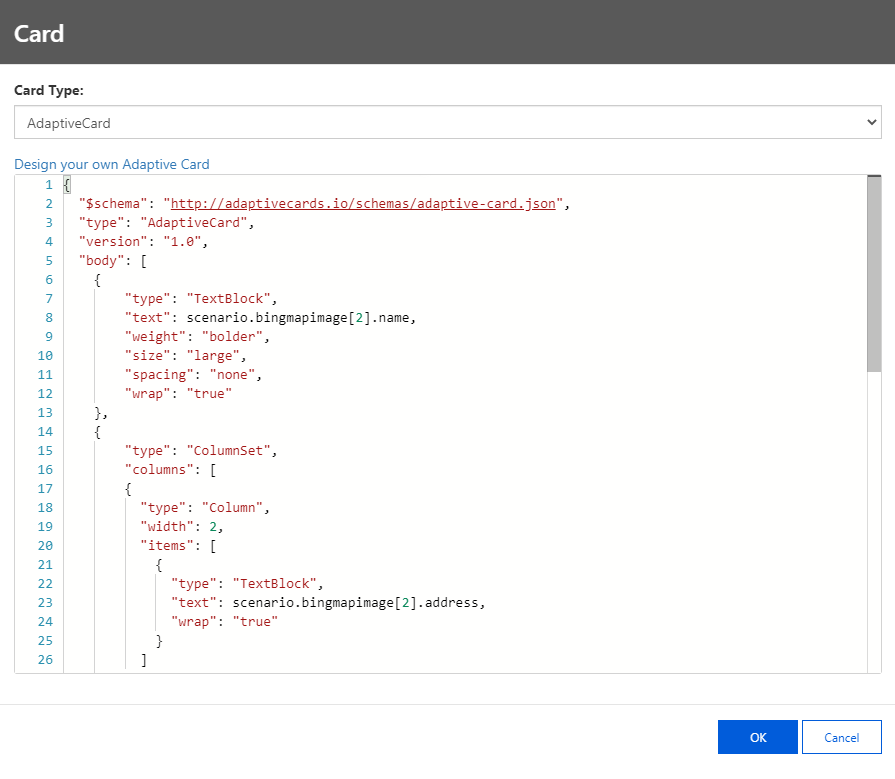 Card
Card Type:
AdaptiveCard
Design your own Adaptive Card
1 {
2   "$schema": "http://adaptivecards.io/schemas/adaptive-card.json",
3   "type": "AdaptiveCard",
4   "version": "1.0",
5   "body": [
6     {
7         "type": "TextBlock",
8         "text": scenario.bingmapimage[2].name,
9         "weight": "bolder",
10         "size": "large",
11         "spacing": "none",
12         "wrap": "true"
13     },
14     {
15         "type": "ColumnSet",
16         "columns": [
17         {
18           "type": "Column",
19           "width": 2,
20           "items": [
21             {
22               "type": "TextBlock",
23               "text": scenario.bingmapimage[2].address,
24               "wrap": "true"
25             }
26           ]
OK Cancel